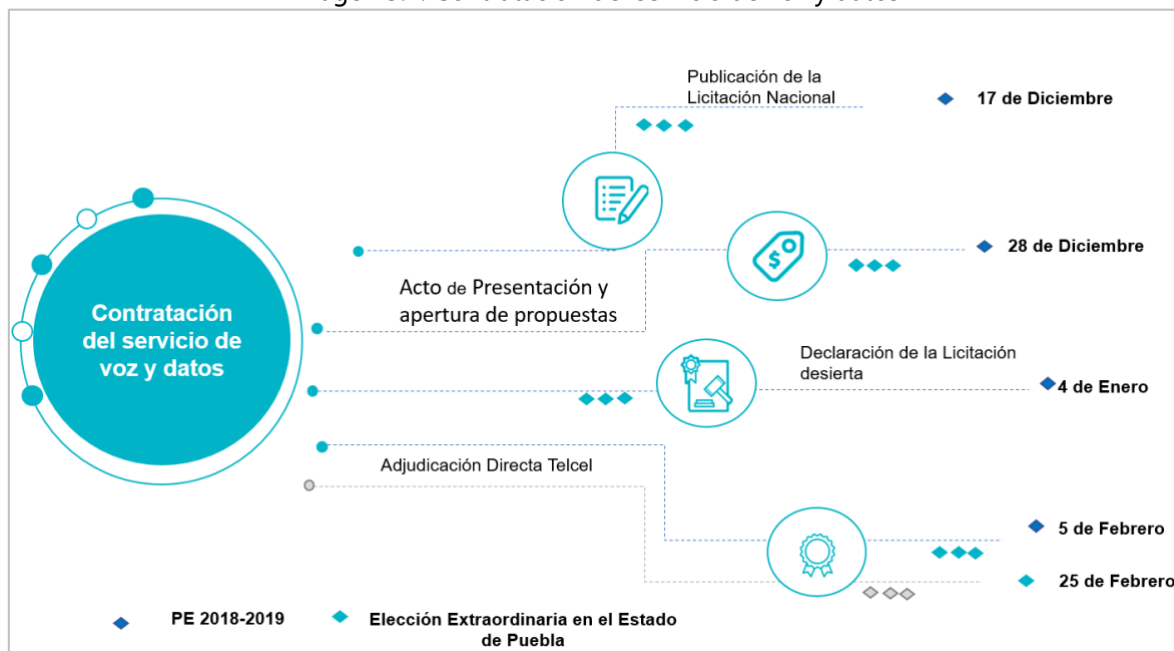 Publicación de la
Licitación Nacional
17 de Diciembre
28 de Diciembre
Acto de Presentación y
apertura de propuestas
Contratación
del servicio de
voz y datos
Declaración de la Licitación
desierta
4 de Enero
Adjudicación Directa Telcel
5 de Febrero
25 de Febrero
PE 2018-2019
Elección Extraordinaria en el Estado
de Puebla